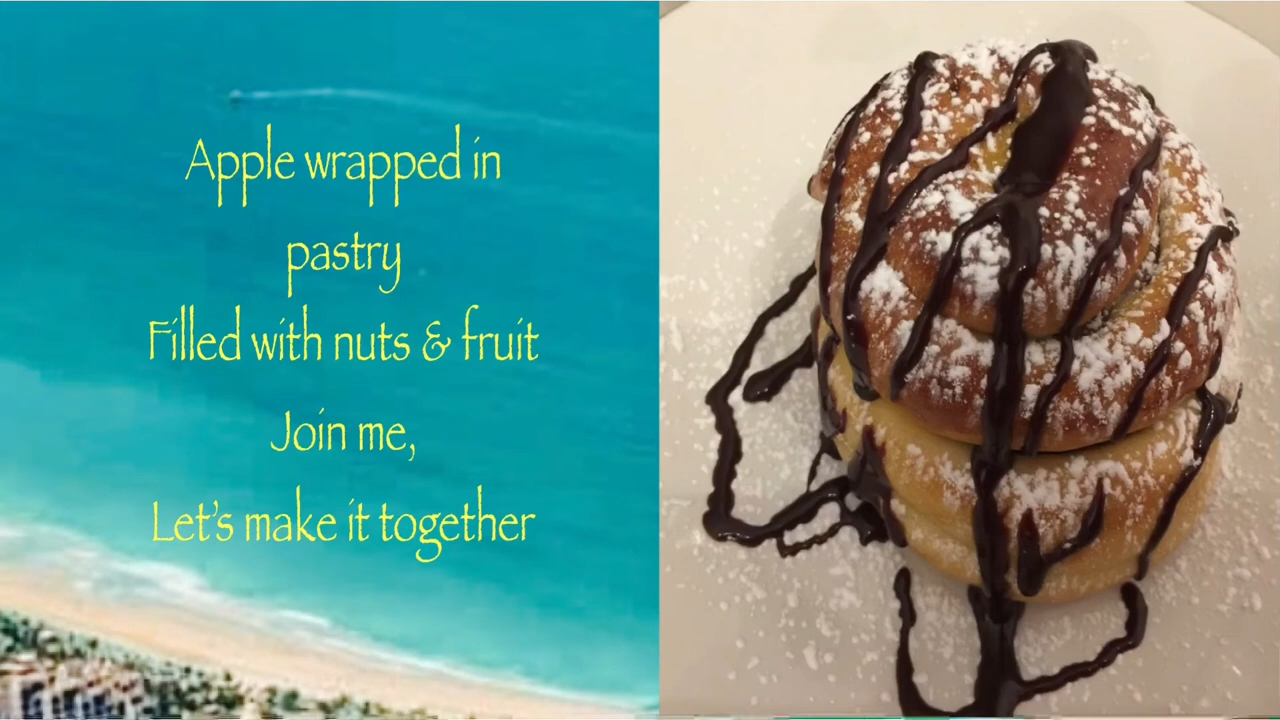 Apple wrapped in
pastry
Filled with nuts & fruit
Join me,
Let's make it together